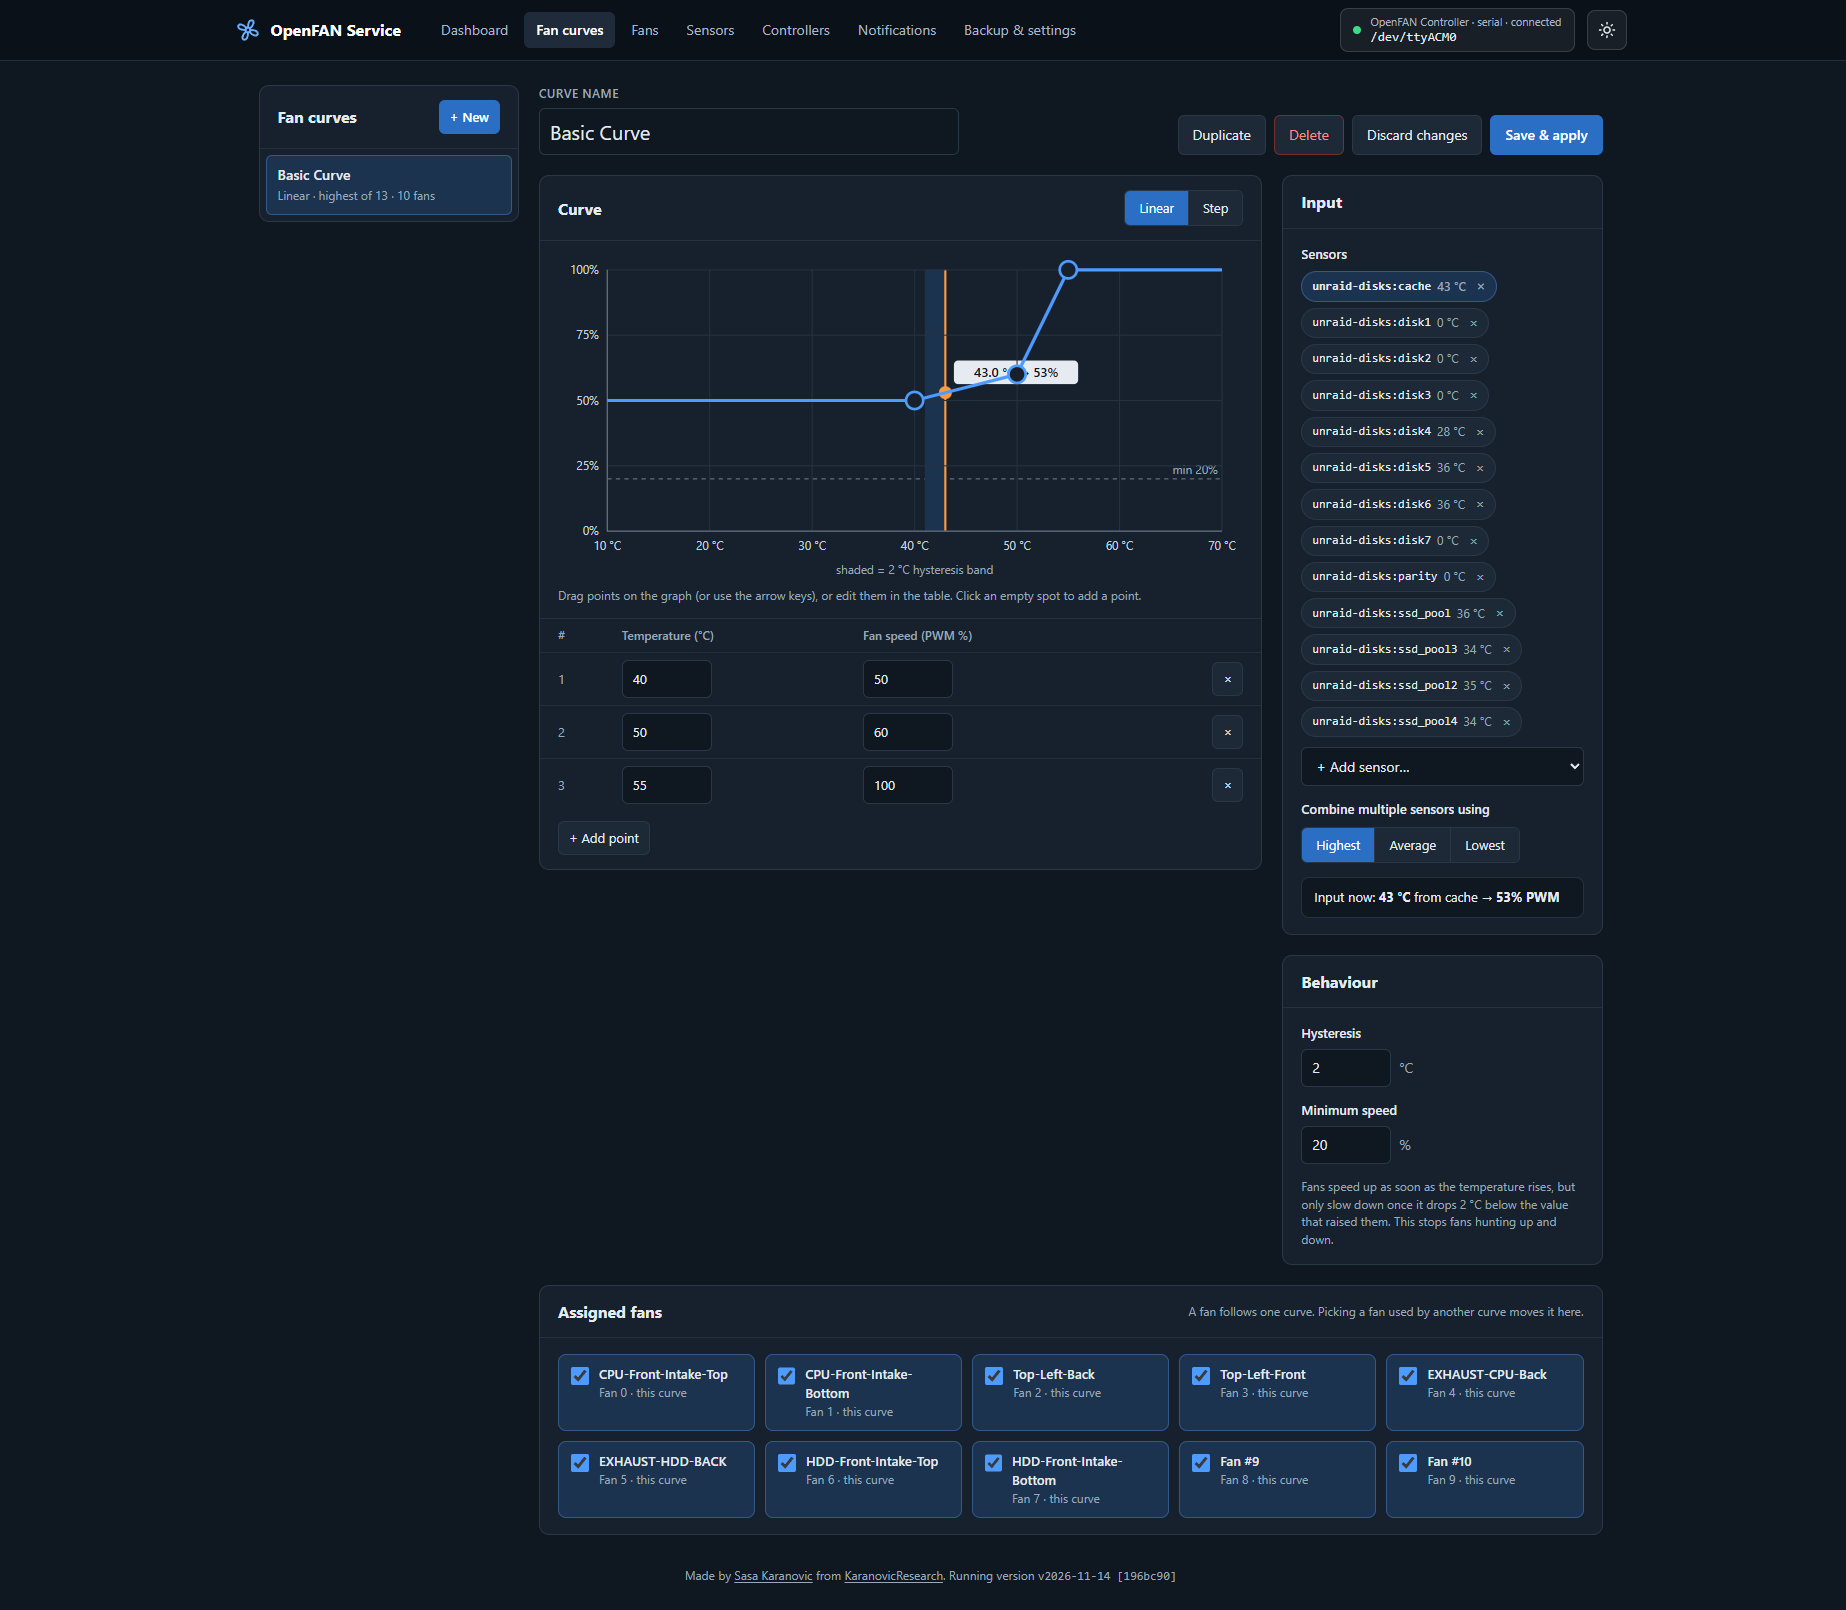 OpenFAN Service
Dashboard
Fan curves
Fans
Sensors
Controllers
Notifications
Backup & settings
OpenFAN Controller · serial · connected
/dev/ttyACM0
Fan curves
+ New
Basic Curve
Linear · highest of 13 · 10 fans
CURVE NAME
Basic Curve
Duplicate
Delete
Discard changes
Save & apply
Curve
Linear
Step
100%
75%
50%
25%
0%
43.0 ° 53%
min 20%
10 °C
20 °C
30 °C
40 °C
50 °C
60 °C
70 °C
shaded = 2 °C hysteresis band
Drag points on the graph (or use the arrow keys), or edit them in the table. Click an empty spot to add a point.
# Temperature (°C) Fan speed (PWM %)
1 40 50 ×
2 50 60 ×
3 55 100 ×
+ Add point
Input
Sensors
unraid-disks:cache 43 °C ×
unraid-disks:disk1 0 °C ×
unraid-disks:disk2 0 °C ×
unraid-disks:disk3 0 °C ×
unraid-disks:disk4 28 °C ×
unraid-disks:disk5 36 °C ×
unraid-disks:disk6 36 °C ×
unraid-disks:disk7 0 °C ×
unraid-disks:parity 0 °C ×
unraid-disks:ssd_pool 36 °C ×
unraid-disks:ssd_pool3 34 °C ×
unraid-disks:ssd_pool2 35 °C ×
unraid-disks:ssd_pool4 34 °C ×
+ Add sensor...
Combine multiple sensors using
Highest
Average
Lowest
Input now: 43 °C from cache → 53% PWM
Behaviour
Hysteresis
2 °C
Minimum speed
20 %
Fans speed up as soon as the temperature rises, but
only slow down once it drops 2 °C below the value
that raised them. This stops fans hunting up and
down.
Assigned fans
A fan follows one curve. Picking a fan used by another curve moves it here.
CPU-Front-Intake-Top
Fan 0 · this curve
CPU-Front-Intake-
Bottom
Fan 1 · this curve
Top-Left-Back
Fan 2 · this curve
Top-Left-Front
Fan 3 · this curve
EXHAUST-CPU-Back
Fan 4 · this curve
EXHAUST-HDD-BACK
Fan 5 · this curve
HDD-Front-Intake-Top
Fan 6 · this curve
HDD-Front-Intake-
Bottom
Fan 7 · this curve
Fan #9
Fan 8 · this curve
Fan #10
Fan 9 · this curve
Made by Sasa Karanovic from KaranovicResearch. Running version v2026-11-14 [196bc90]